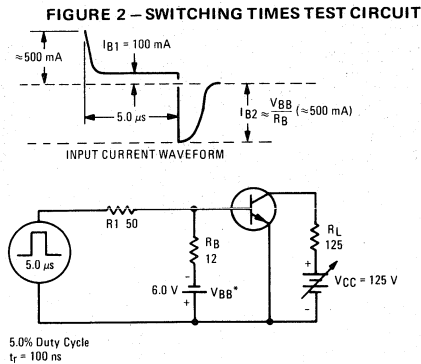 FIGURE 2 – SWITCHING TIMES TEST CIRCUIT
≈500 mA
IB1 = 100 mA
5.0 µs
IB2 ≈ VBB/RB (≈500 mA)
INPUT CURRENT WAVEFORM
R1 50
RB
12
RL
125
5.0 µs
6.0 V
VBB*
VCC = 125 V
+
-
-
+
5.0% Duty Cycle
tr = 100 ns